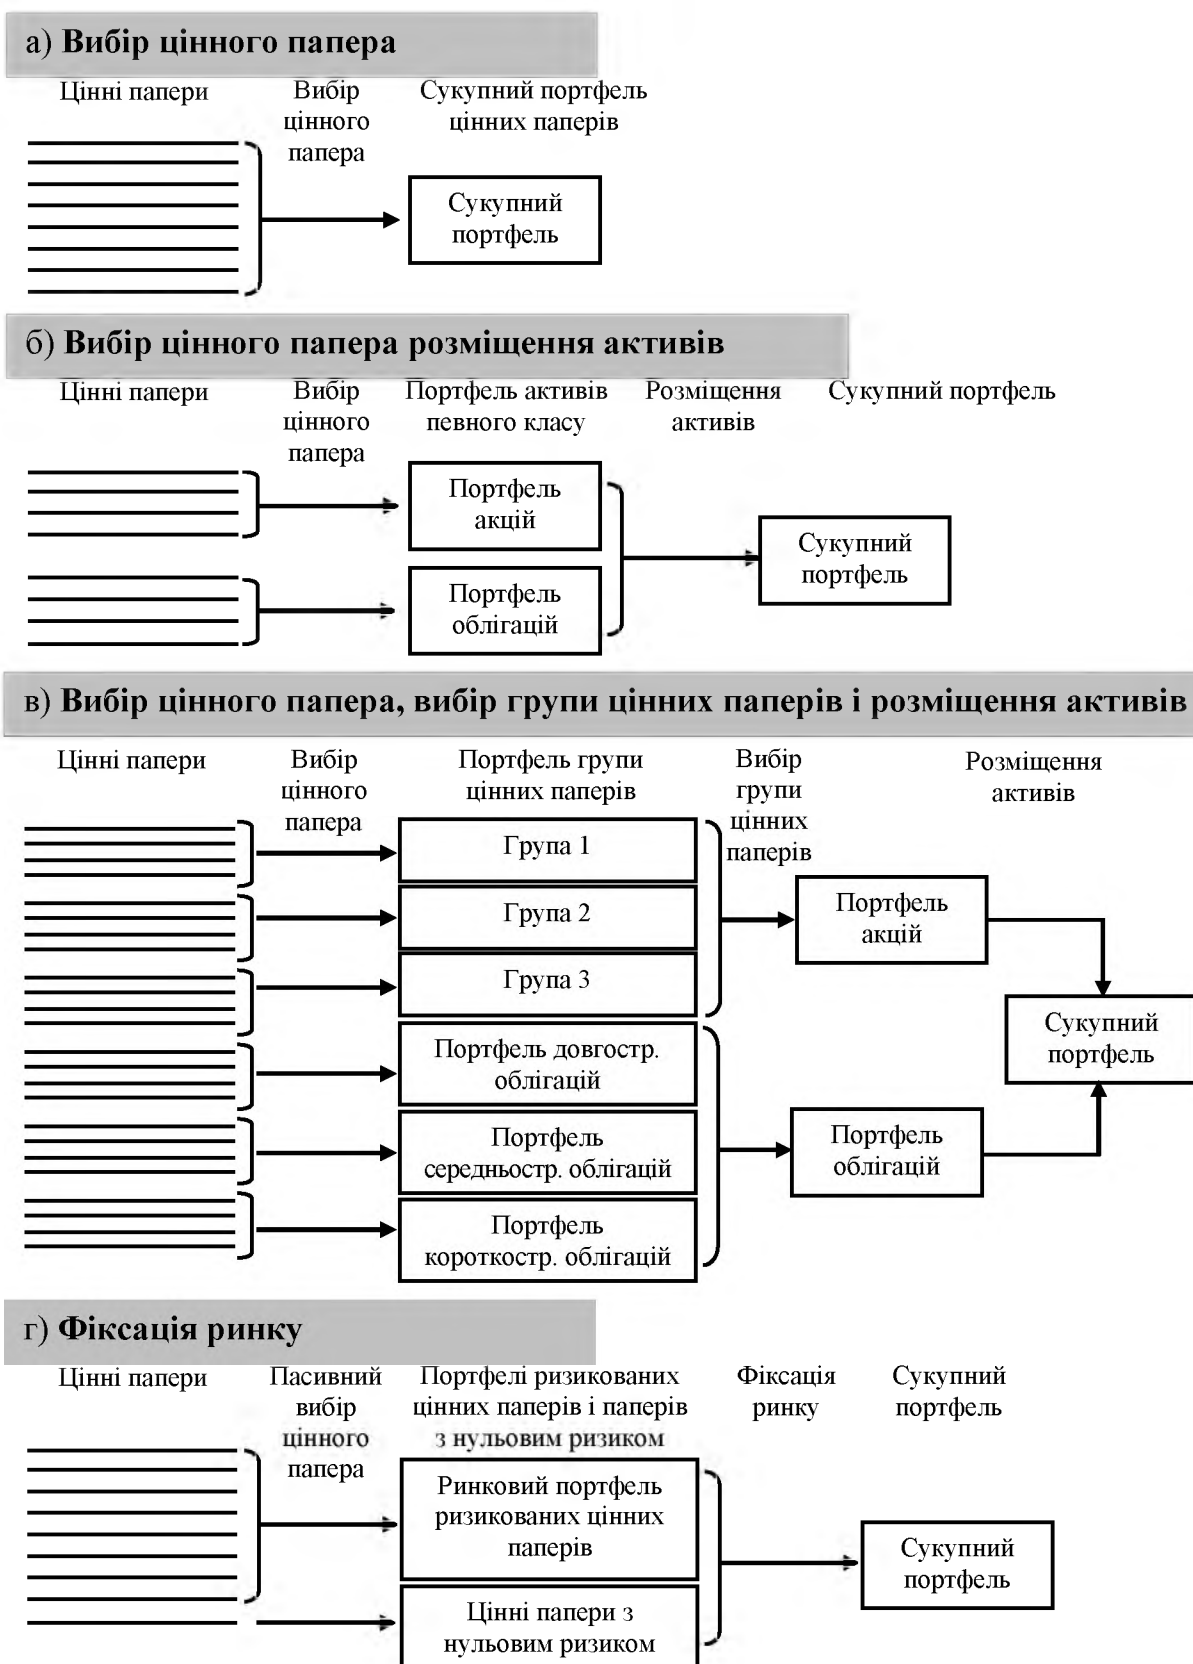 а) Вибір цінного папера
Цінні папери
Вибір
цінного
папера
Сукупний портфель
цінних паперів
Сукупний
портфель
б) Вибір цінного папера розміщення активів
Цінні папери
Вибір
цінного
папера
Портфель активів
певного класу
Розміщення
активів
Сукупний портфель
Портфель
акцій
Портфель
облігацій
Сукупний
портфель
в) Вибір цінного папера, вибір групи цінних паперів і розміщення активів
Цінні папери
Вибір
цінного
папера
Портфель групи
цінних паперів
Вибір
групи
цінних
паперів
Розміщення
активів
Група 1
Група 2
Група 3
Портфель довгостр.
облігацій
Портфель
середньостр. облігацій
Портфель
короткостр. облігацій
Портфель
акцій
Портфель
облігацій
Сукупний
портфель
г) Фіксація ринку
Цінні папери
Пасивний
вибір
цінного
папера
Портфелі ризикованих
цінних паперів і паперів
з нульовим ризиком
Фіксація
ринку
Сукупний
портфель
Ринковий портфель
ризикованих цінних
паперів
Цінні папери з
нульовим ризиком
Сукупний
портфель